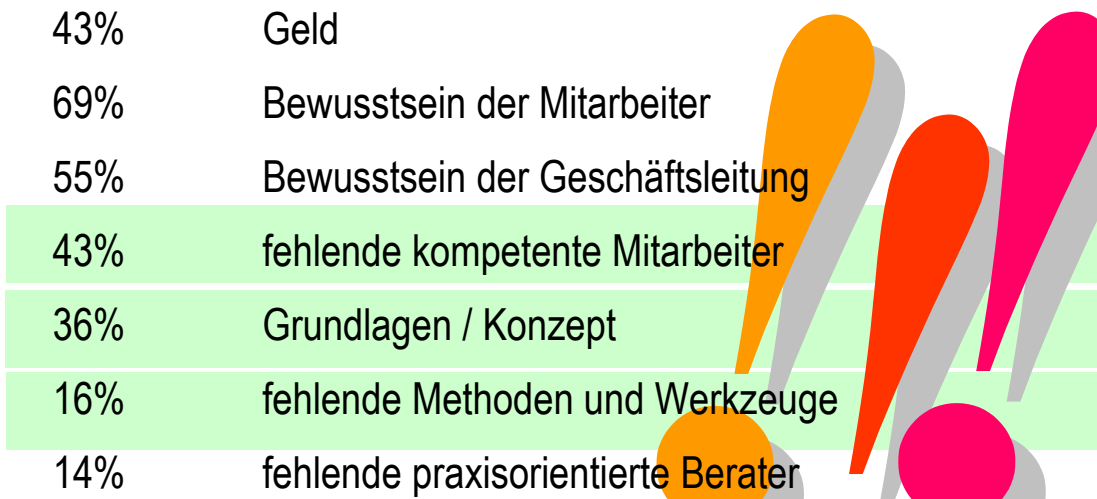 43% Geld
69% Bewusstsein der Mitarbeiter
55% Bewusstsein der Geschäftsleitung
43% fehlende kompetente Mitarbeiter
36% Grundlagen / Konzept
16% fehlende Methoden und Werkzeuge
14% fehlende praxisorientierte Berater